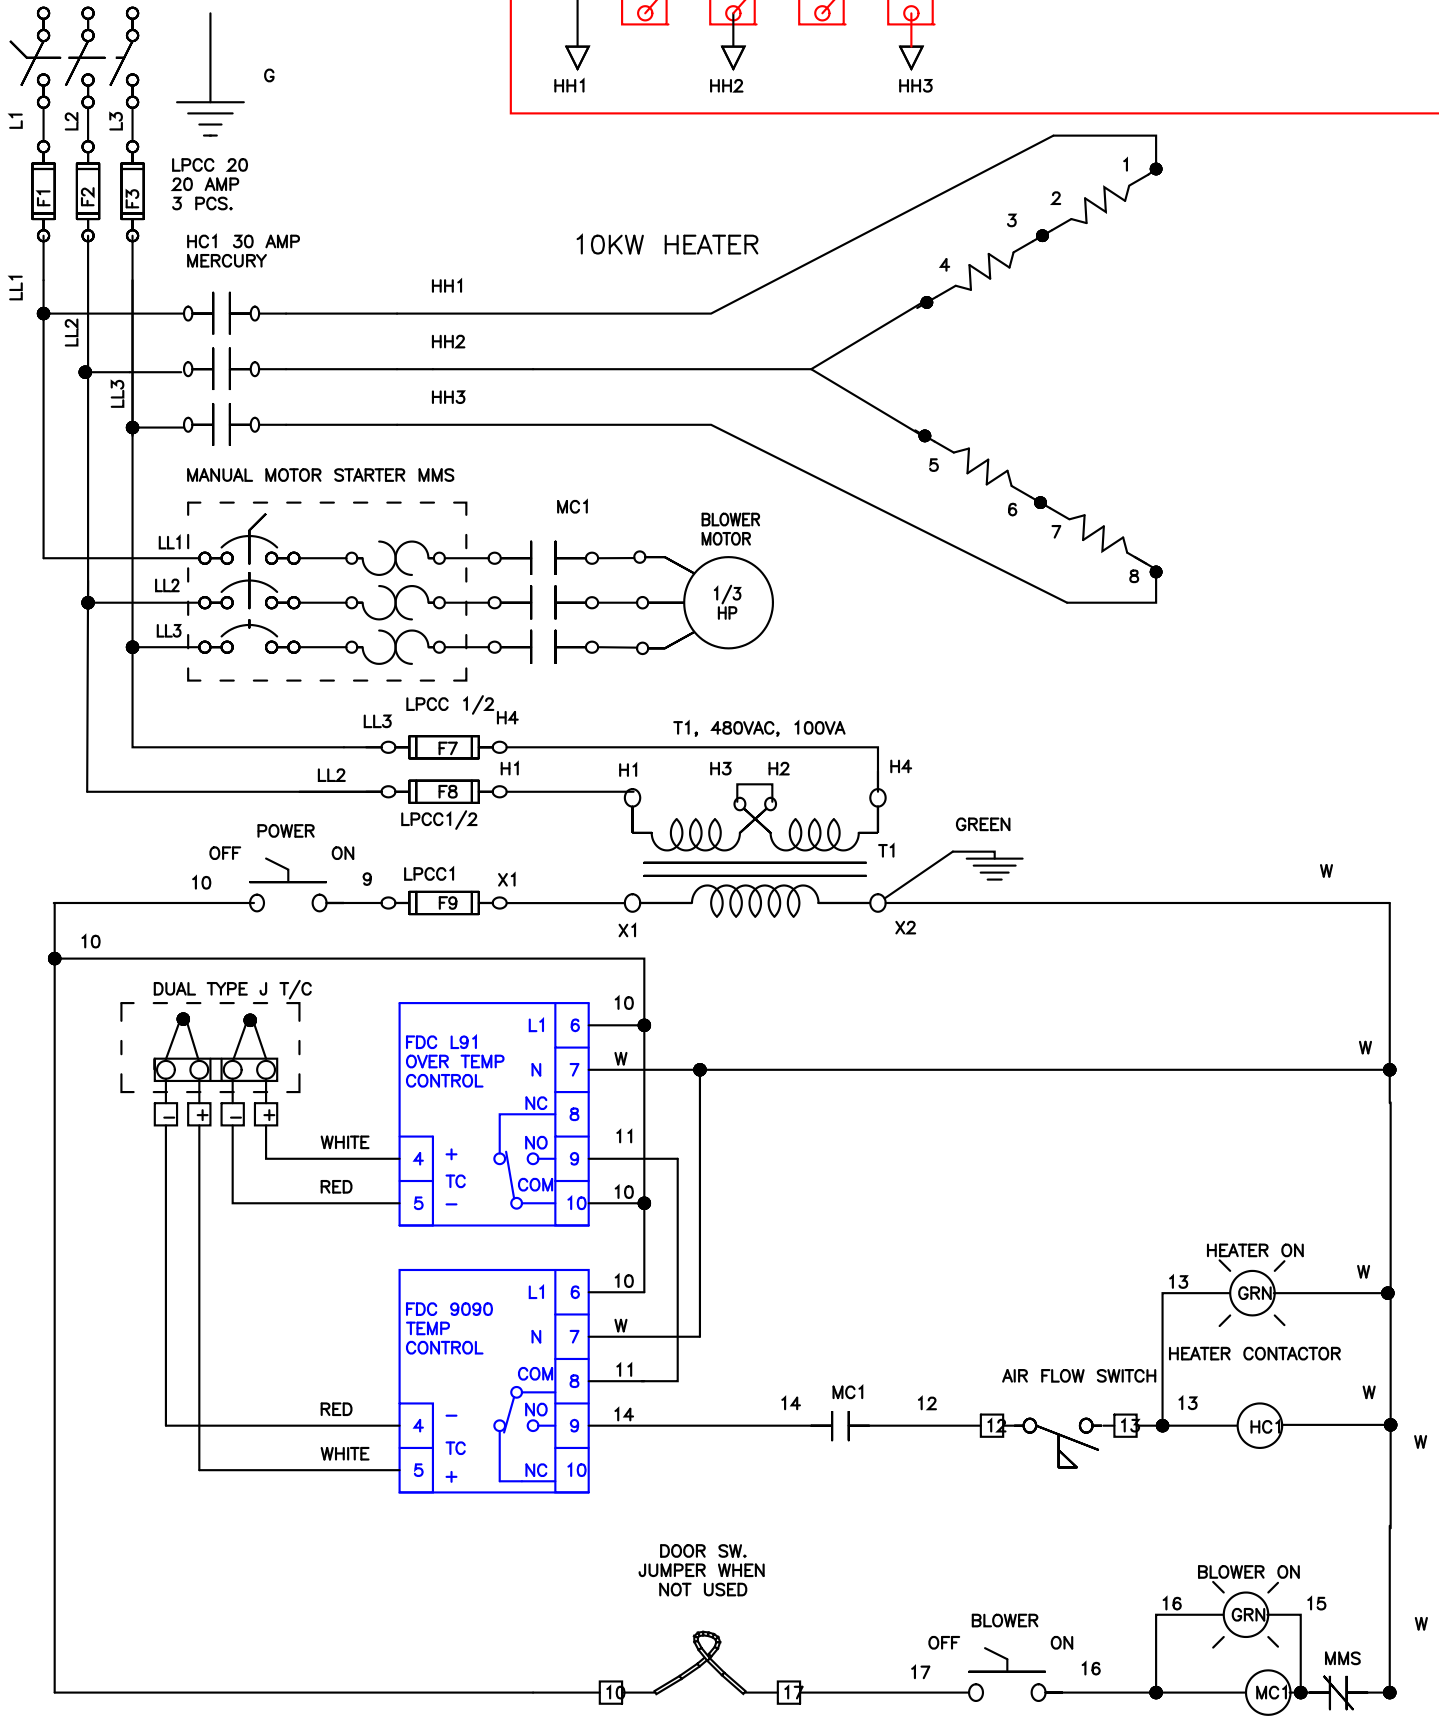 HH1
HH2
HH3
G
L1
L2
L3
LPCC 20
20 AMP
3 PCS.
F1
F2
F3
HC1 30 AMP
MERCURY
10KW HEATER
1
2
3
4
LL1
LL2
LL3
HH1
HH2
HH3
5
6
7
8
MANUAL MOTOR STARTER MMS
MC1
BLOWER
MOTOR
LL1
LL2
LL3
1/3
HP
LPCC 1/2
LL3
F7
H4
T1, 480VAC, 100VA
LL2
F8
H1
LPCC1/2
H1
H3
H2
H4
T1
POWER
OFF
ON
10
9
LPCC1
F9
X1
X1
X2
GREEN
W
10
DUAL TYPE J T/C
- + - +
FDC L91
OVER TEMP
CONTROL
L1
6
10
N
7
W
W
NC
8
NO
9
11
COM
10
10
WHITE
4
+
TC
RED
5
-
FDC 9090
TEMP
CONTROL
L1
6
10
N
7
W
COM
8
11
NO
9
14
NC
10
RED
4
-
TC
WHITE
5
+
14
MC1
12
12
AIR FLOW SWITCH
13
HEATER ON
13
GRN
W
HEATER CONTACTOR
13
HC1
W
W
DOOR SW.
JUMPER WHEN
NOT USED
10
17
17
BLOWER
OFF
ON
16
BLOWER ON
16
GRN
15
W
MC1
MMS